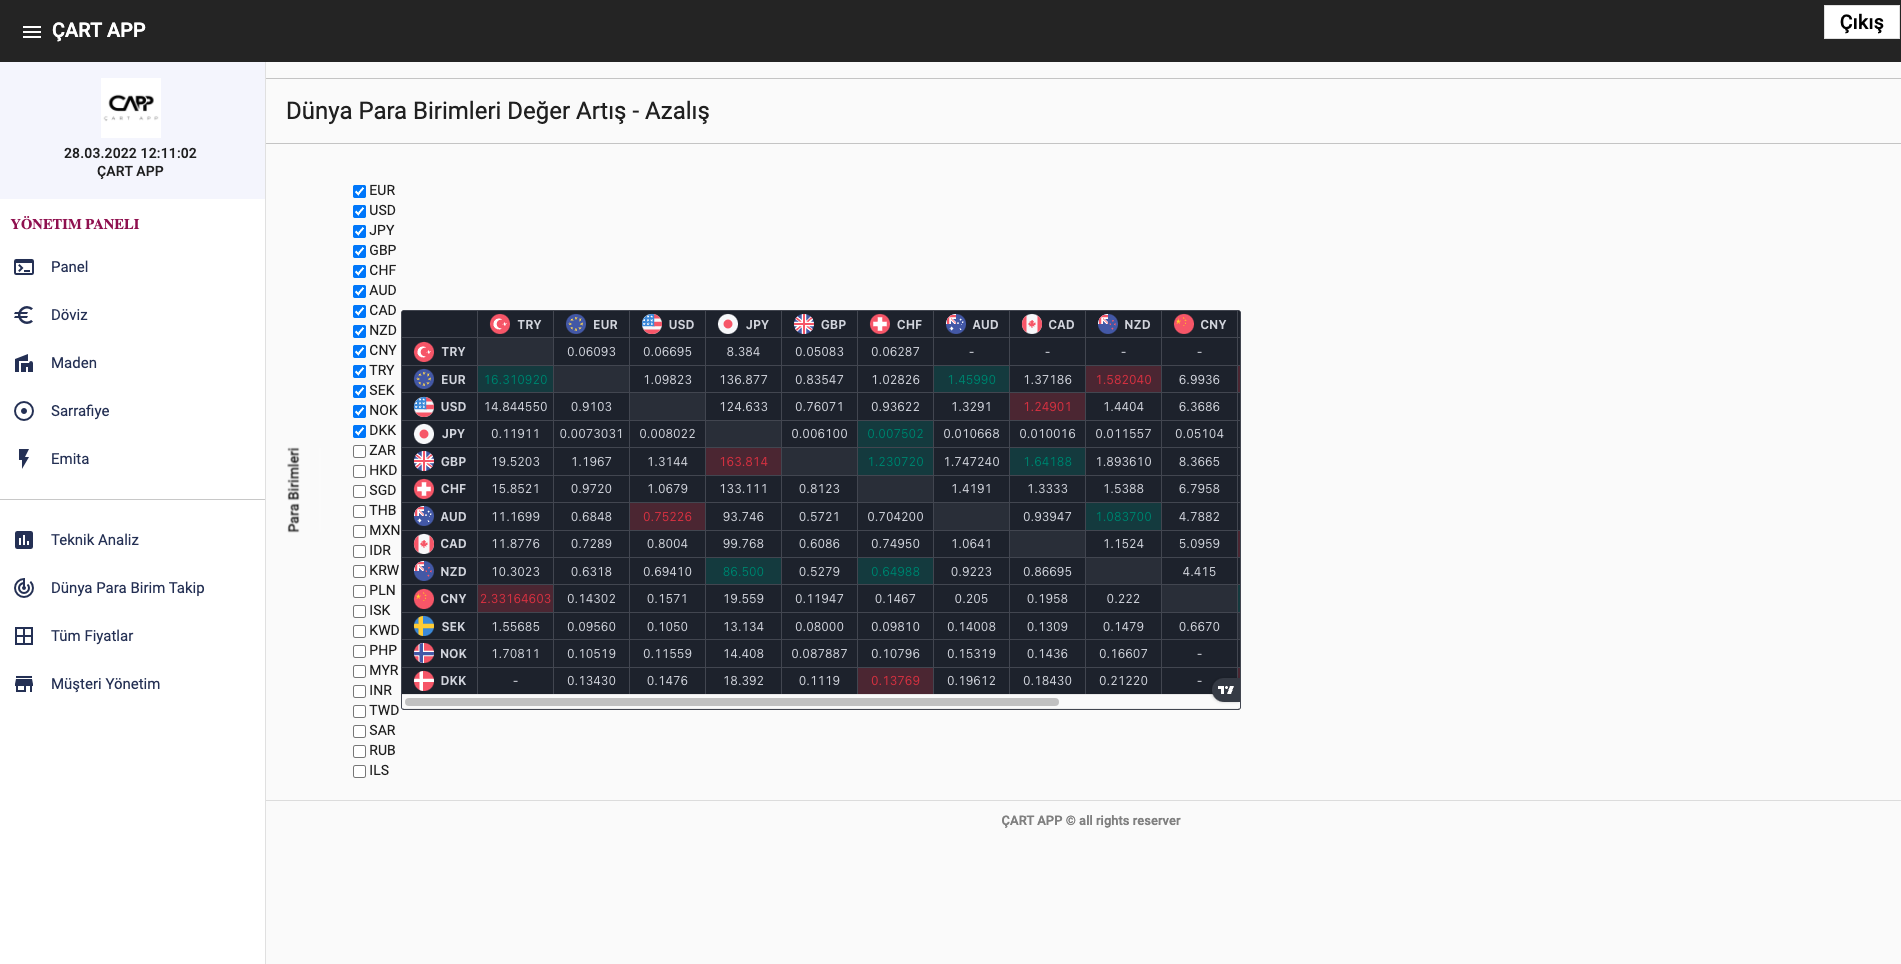 ÇART APP
Çıkış
CAPP
ÇART APP
28.03.2022 12:11:02
ÇART APP
YÖNETIM PANELI
Panel
Döviz
Maden
Sarrafiye
Emita
Teknik Analiz
Dünya Para Birim Takip
Tüm Fiyatlar
Müşteri Yönetim
Dünya Para Birimleri Değer Artış - Azalış
Para Birimleri
EUR
USD
JPY
GBP
CHF
AUD
CAD
NZD
CNY
TRY
SEK
NOK
DKK
ZAR
HKD
SGD
THB
MXN
IDR
KRW
PLN
ISK
KWD
PHP
MYR
INR
TWD
SAR
RUB
ILS
TRY EUR USD JPY GBP CHF AUD CAD NZD CNY
TRY 0.06093 0.06695 8.384 0.05083 0.06287 - - - -
EUR 16.310920 1.09823 136.877 0.83547 1.02826 1.45990 1.37186 1.582040 6.9936
USD 14.844550 0.9103 124.633 0.76071 0.93622 1.3291 1.24901 1.4404 6.3686
JPY 0.11911 0.0073031 0.008022 0.006100 0.007502 0.010668 0.010016 0.011557 0.05104
GBP 19.5203 1.1967 1.3144 163.814 1.230720 1.747240 1.64188 1.893610 8.3665
CHF 15.8521 0.9720 1.0679 133.111 0.8123 1.4191 1.3333 1.5388 6.7958
AUD 11.1699 0.6848 0.75226 93.746 0.5721 0.704200 0.93947 1.083700 4.7882
CAD 11.8776 0.7289 0.8004 99.768 0.6086 0.74950 1.0641 1.1524 5.0959
NZD 10.3023 0.6318 0.69410 86.500 0.5279 0.64988 0.9223 0.86695 4.415
CNY 2.33164603 0.14302 0.1571 19.559 0.11947 0.1467 0.205 0.1958 0.222
SEK 1.55685 0.09560 0.1050 13.134 0.08000 0.09810 0.14008 0.1309 0.1479 0.6670
NOK 1.70811 0.10519 0.11559 14.408 0.087887 0.10796 0.15319 0.1436 0.16607 -
DKK - 0.13430 0.1476 18.392 0.1119 0.13769 0.19612 0.18430 0.21220 -
ÇART APP © all rights reserver